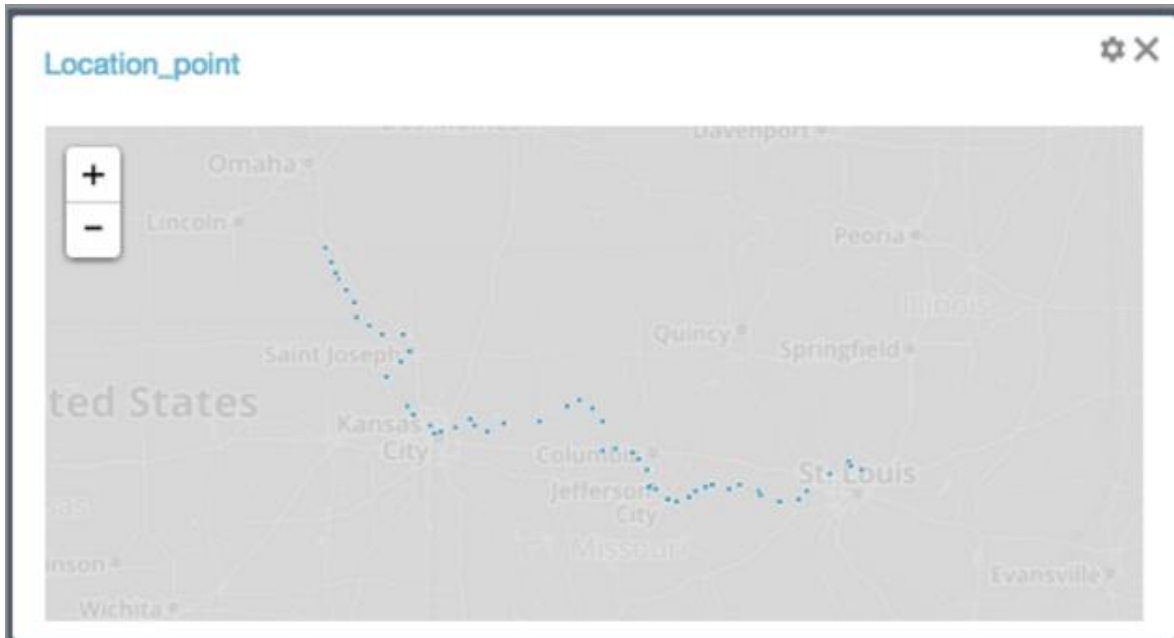 Location_point
Davenport
+
Omaha
−
Lincoln
Peoria
Illinois
Quincy
Springfield
Saint Joseph
ted States
Kansas
City
Columbia
St. Louis
Jefferson
City
Missouri
Evansville
Wichita